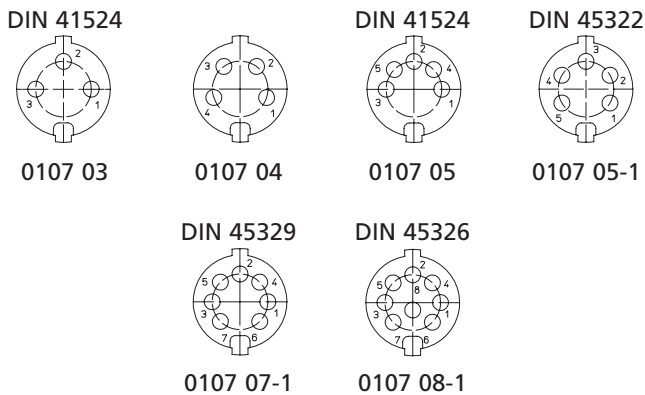 DIN 41524 DIN 41524 DIN 45322
2 3 1
3 2 4 1
2 5 4 3 1
3 4 2 5 1
0107 03 0107 04 0107 05 0107 05-1
DIN 45329 DIN 45326
2 5 4 3 1 7 6
2 5 8 4 3 1 7 6
0107 07-1 0107 08-1